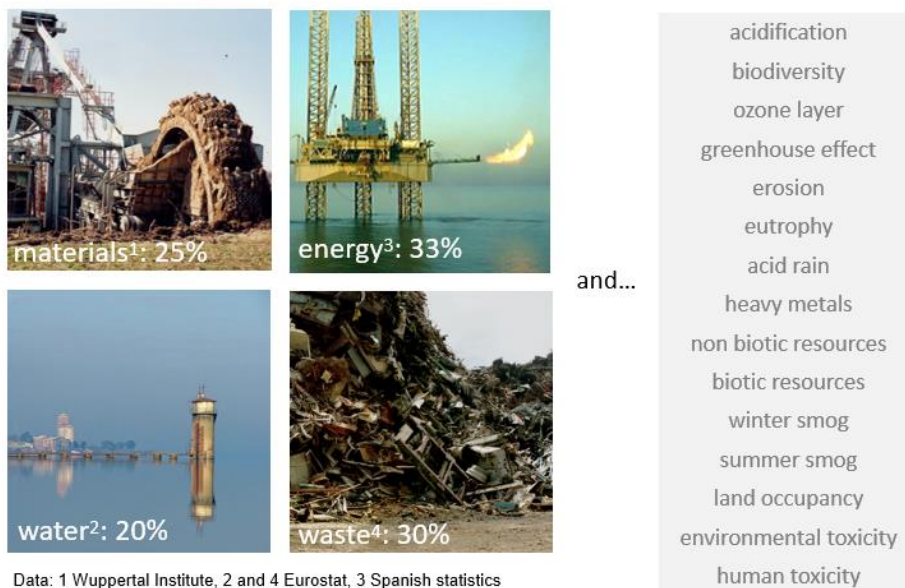 materials¹: 25%
energy³: 33%
water²: 20%
waste⁴: 30%
Data: 1 Wuppertal Institute, 2 and 4 Eurostat, 3 Spanish statistics
and...
acidification
biodiversity
ozone layer
greenhouse effect
erosion
eutrophy
acid rain
heavy metals
non biotic resources
biotic resources
winter smog
summer smog
land occupancy
environmental toxicity
human toxicity